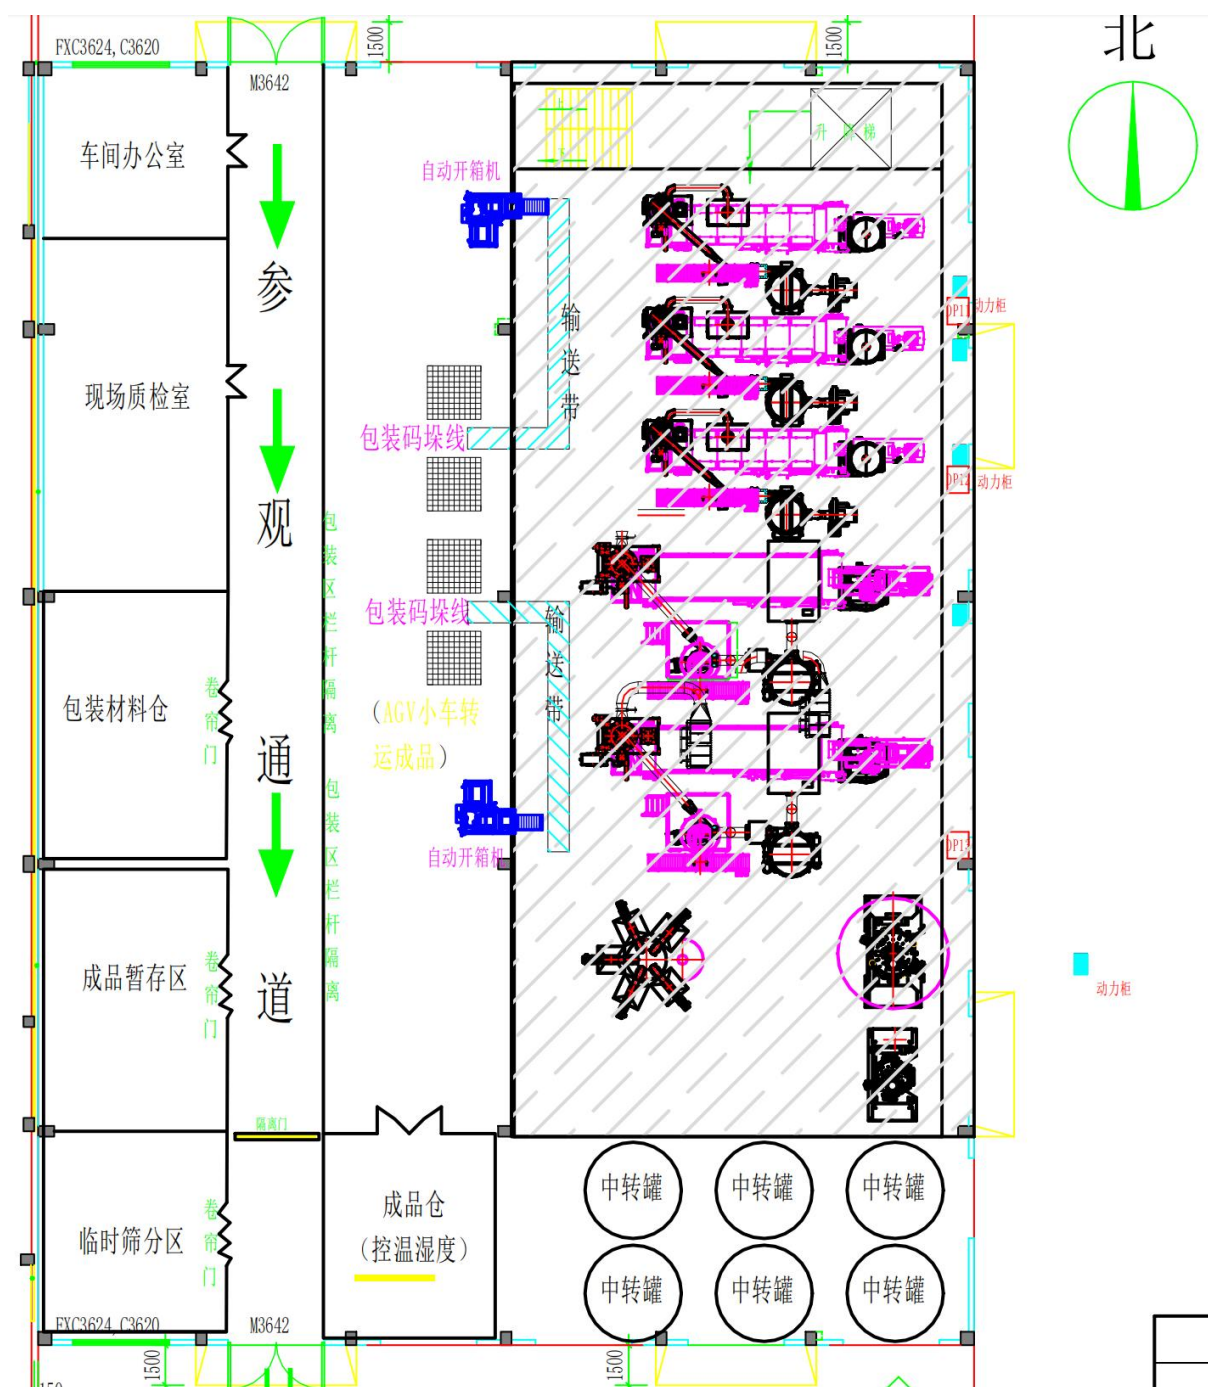 北
1500
1500
FXC3624, C3620
M3642
车间办公室
自动开箱机
上
下
升降梯
参
输送带
DP11
动力柜
现场质检室
包装码垛线
DP12
动力柜
观
包装区栏杆隔离
包装码垛线
输送带
卷帘门
包装材料仓
(AGV小车转
运成品)
通
包装区栏杆隔离
自动开箱机
DP13
成品暂存区
卷帘门
道
动力柜
隔离门
临时筛分区
卷帘门
成品仓
(控温湿度)
中转罐
中转罐
中转罐
中转罐
中转罐
中转罐
FXC3624, C3620
M3642
1500
1500
150